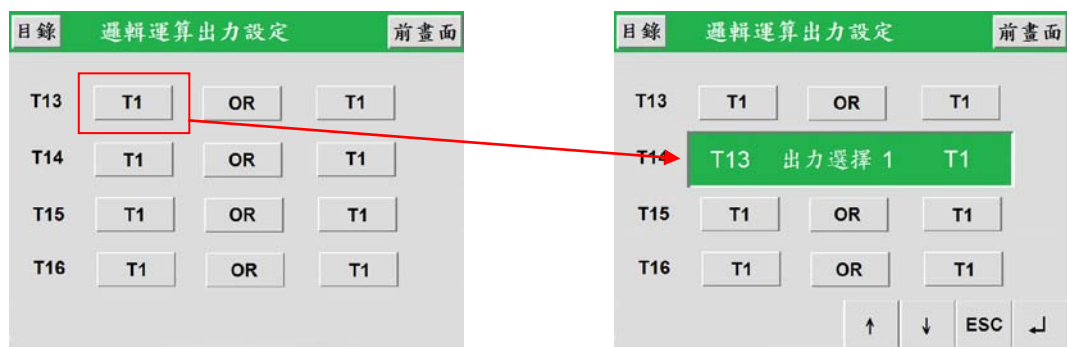 目錄 邏輯運算出力設定 前畫面
T13 T1 OR T1
T14 T1 OR T1
T15 T1 OR T1
T16 T1 OR T1
目錄 邏輯運算出力設定 前畫面
T13 T1 OR T1
T14 T13 出力選擇 1 T1
T15 T1 OR T1
T16 T1 OR T1
↑ ↓ ESC ↵